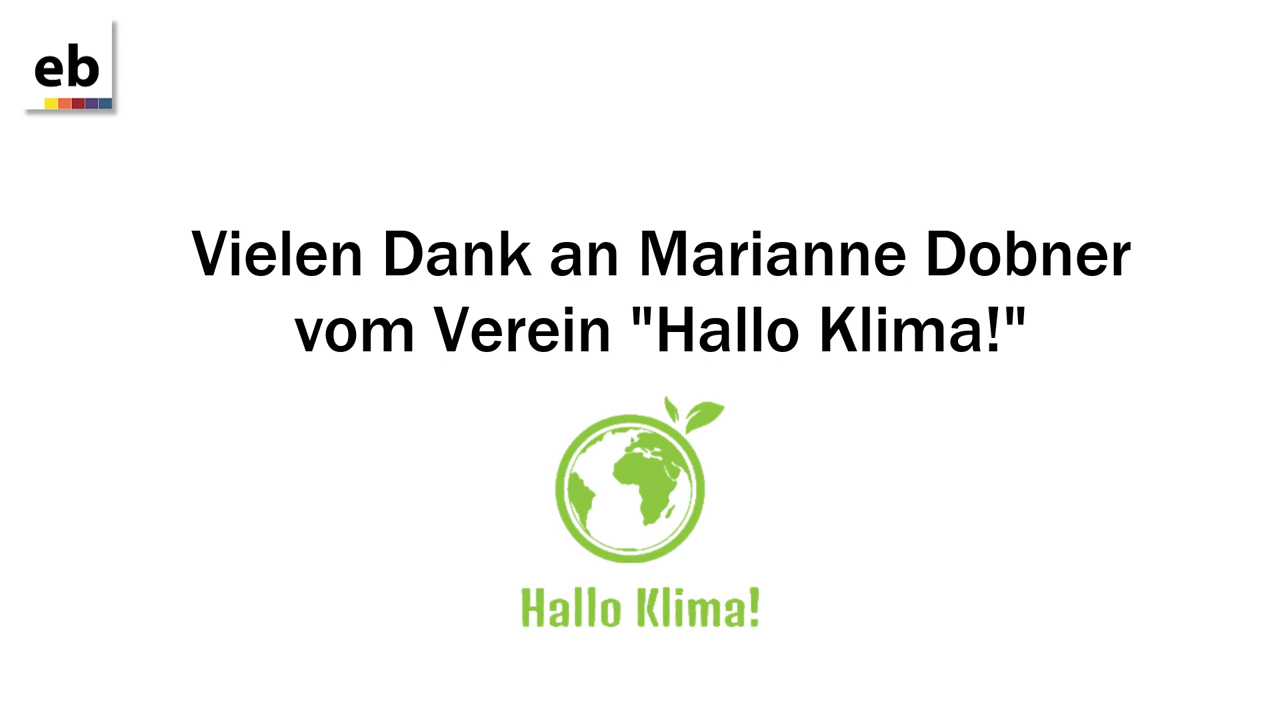 eb
Vielen Dank an Marianne Dobner
vom Verein "Hallo Klima!"
Hallo Klima!